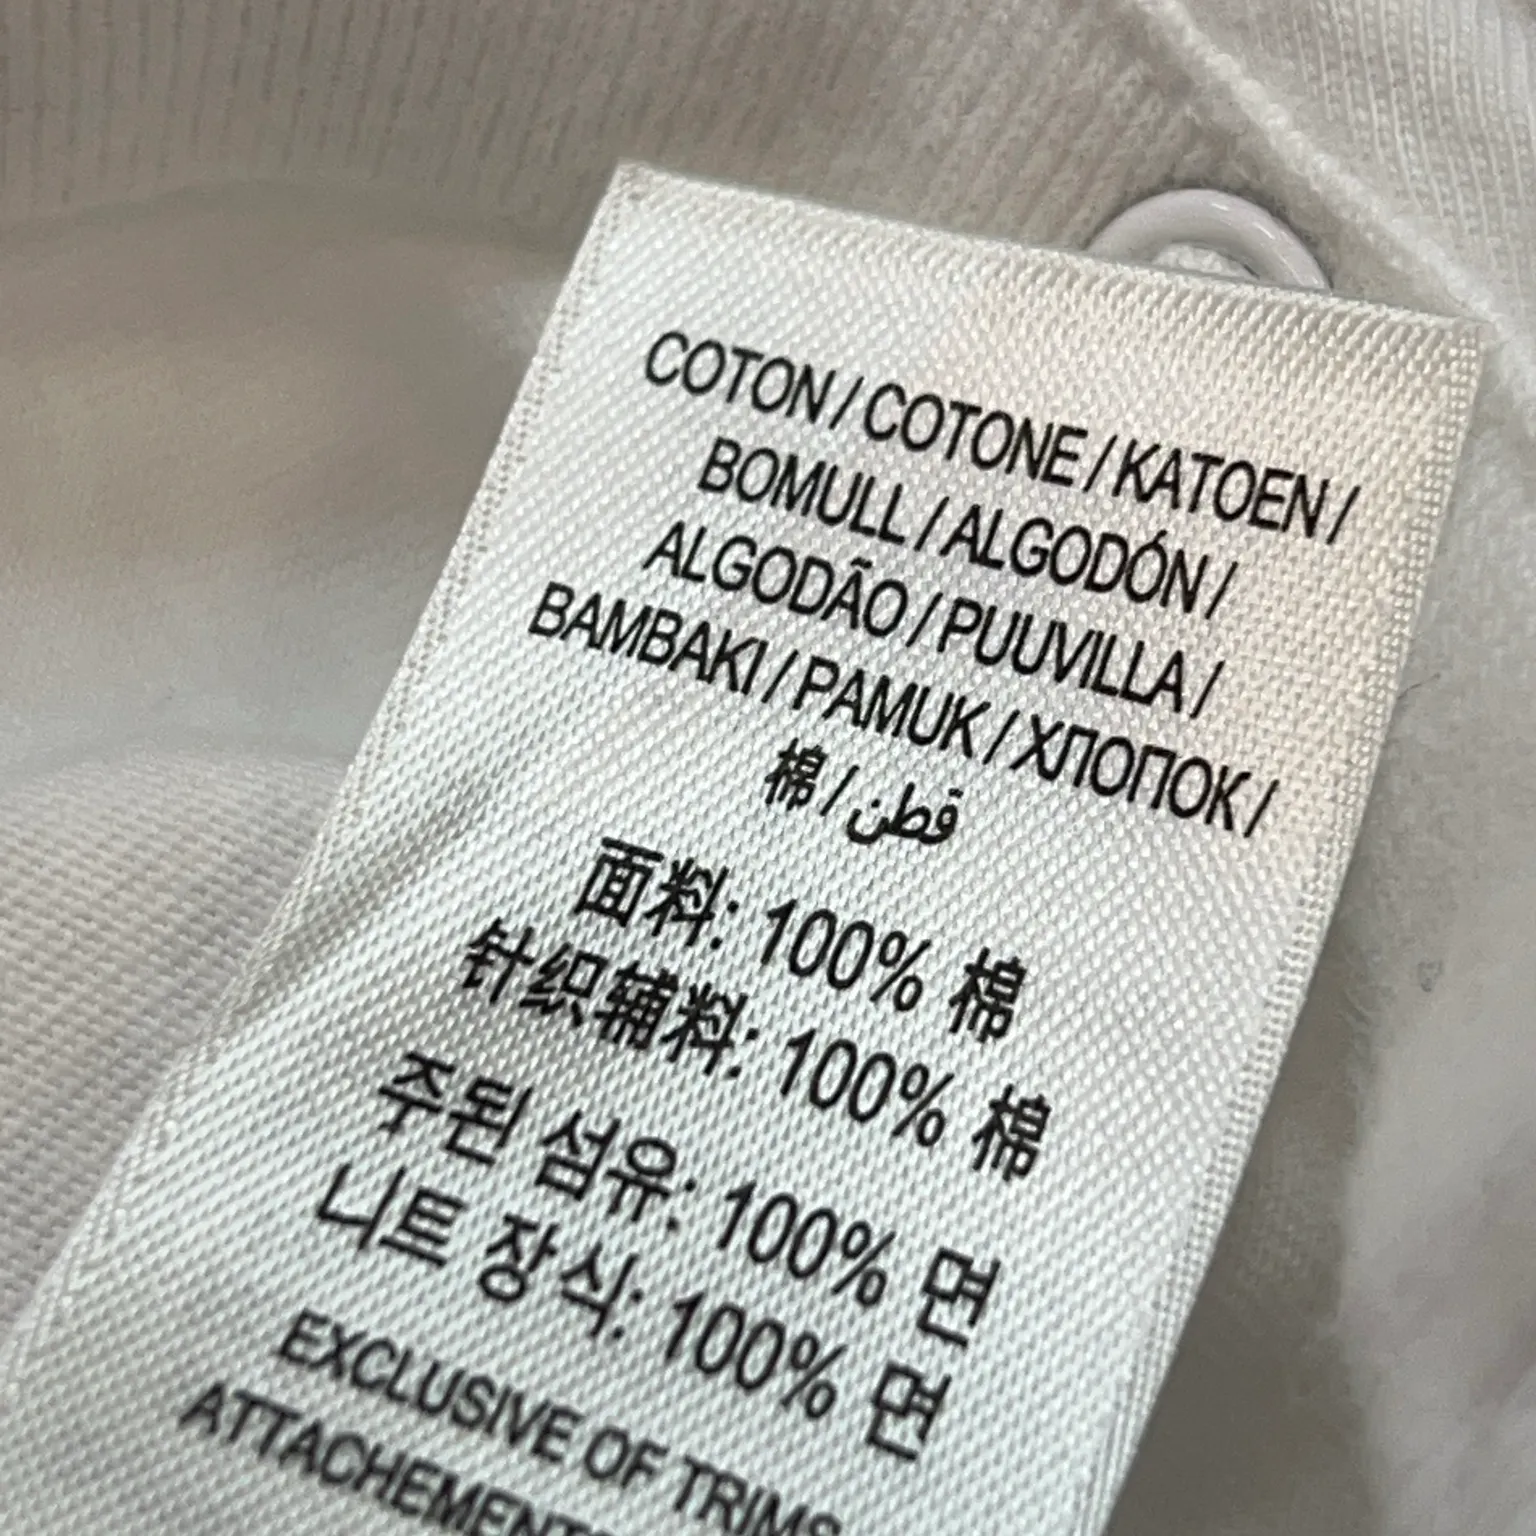 COTON / COTONE / KATOEN /
BOMULL / ALGODÓN /
ALGODÃO / PUUVILLA /
BAMBAKI / PAMUK / ХЛОПОК /
棉 / قطن
面料: 100% 棉
针织辅料: 100% 棉
주된 섬유: 100% 면
니트 장식: 100% 면
EXCLUSIVE OF TRIMS